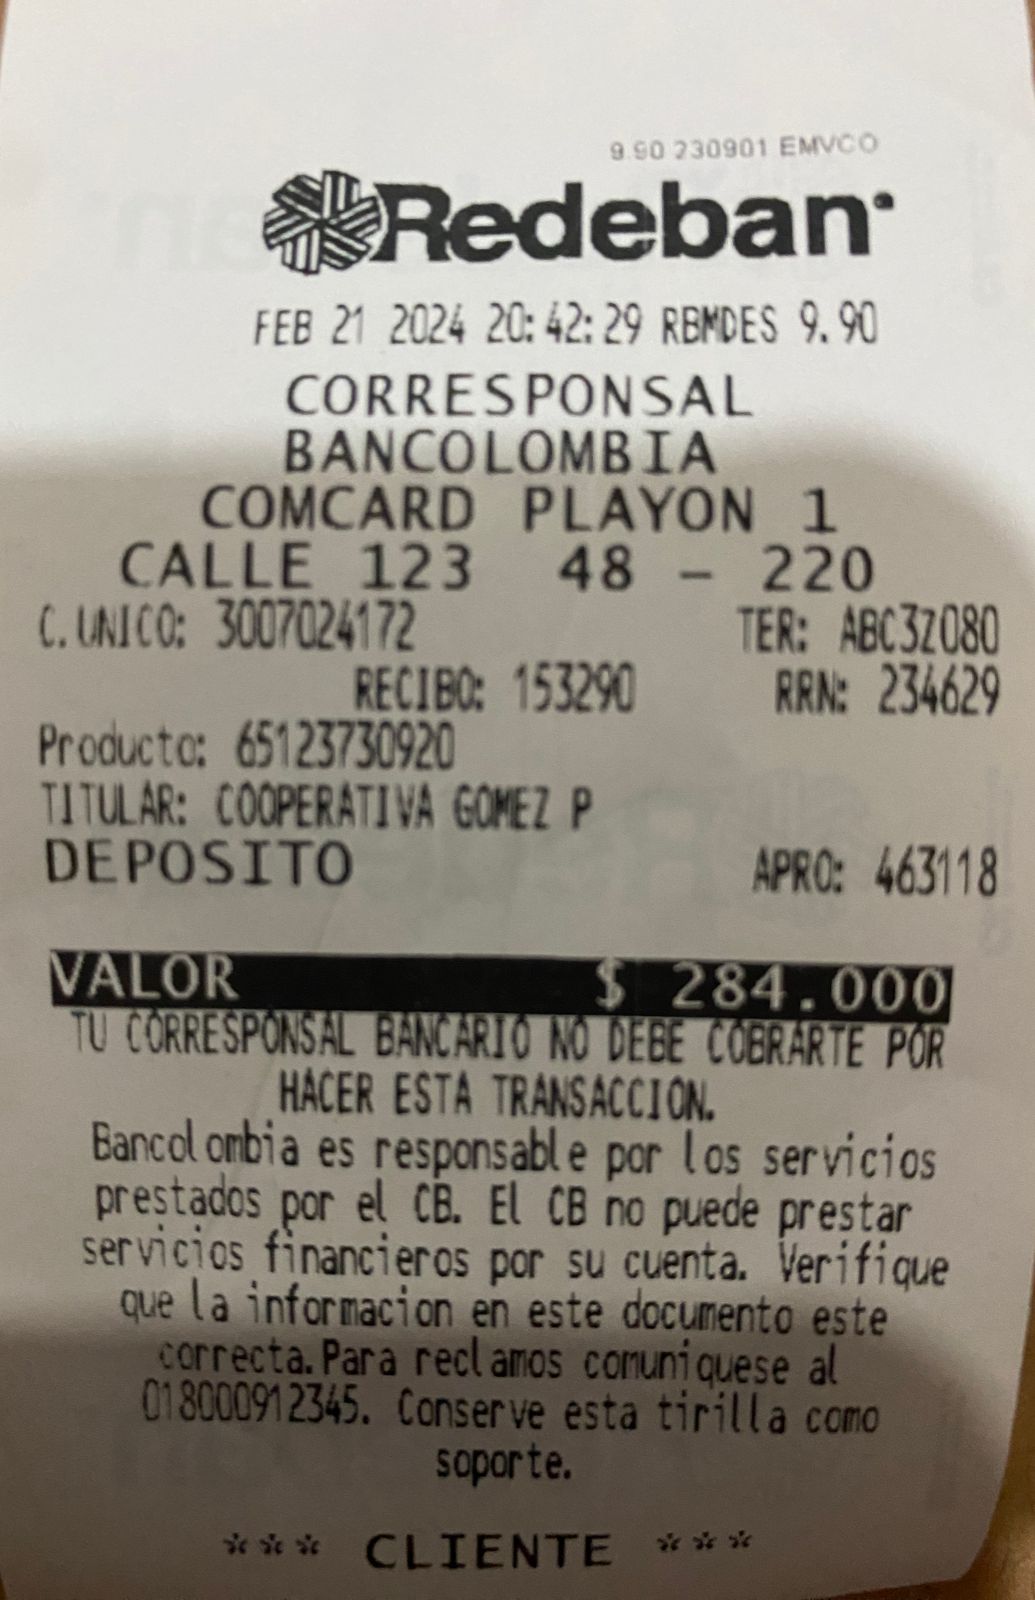 9.90 230901 EMVCO
Redeban
FEB 21 2024 20:42:29 RBMDES 9.90
CORRESPONSAL
BANCOLOMBIA
COMCARD PLAYON 1
CALLE 123 48 - 220
C.UNICO: 3007024172 TER: ABC3Z080
RECIBO: 153290 RRN: 234629
Producto: 65123730920
TITULAR: COOPERATIVA GOMEZ P
DEPOSITO APRO: 463118
VALOR $ 284.000
TU CORRESPONSAL BANCARIO NO DEBE COBRARTE POR
HACER ESTA TRANSACCION.
Bancolombia es responsable por los servicios
prestados por el CB. El CB no puede prestar
servicios financieros por su cuenta. Verifique
que la informacion en este documento este
correcta.Para reclamos comuniquese al
018000912345. Conserve esta tirilla como
soporte.
*** CLIENTE ***